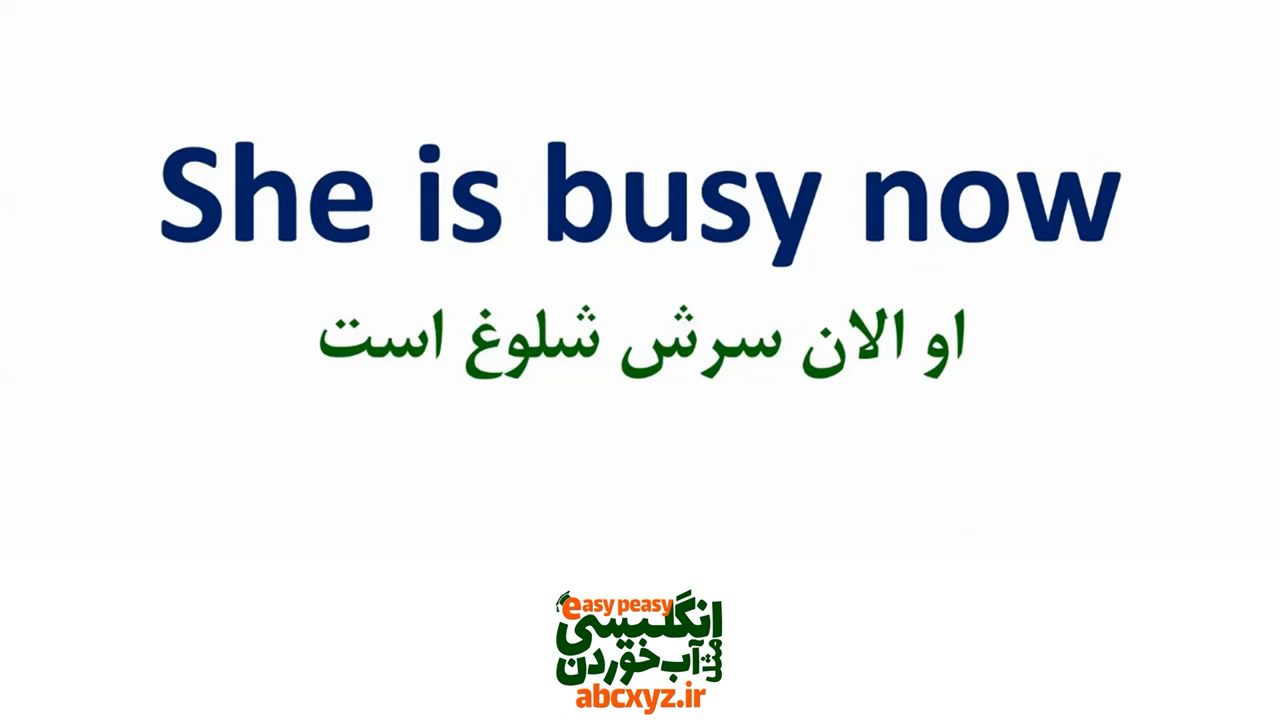 She is busy now
او الان سرش شلوغ است
easy peasy
انگلیسی
مثل آب خوردن
abcxyz.ir